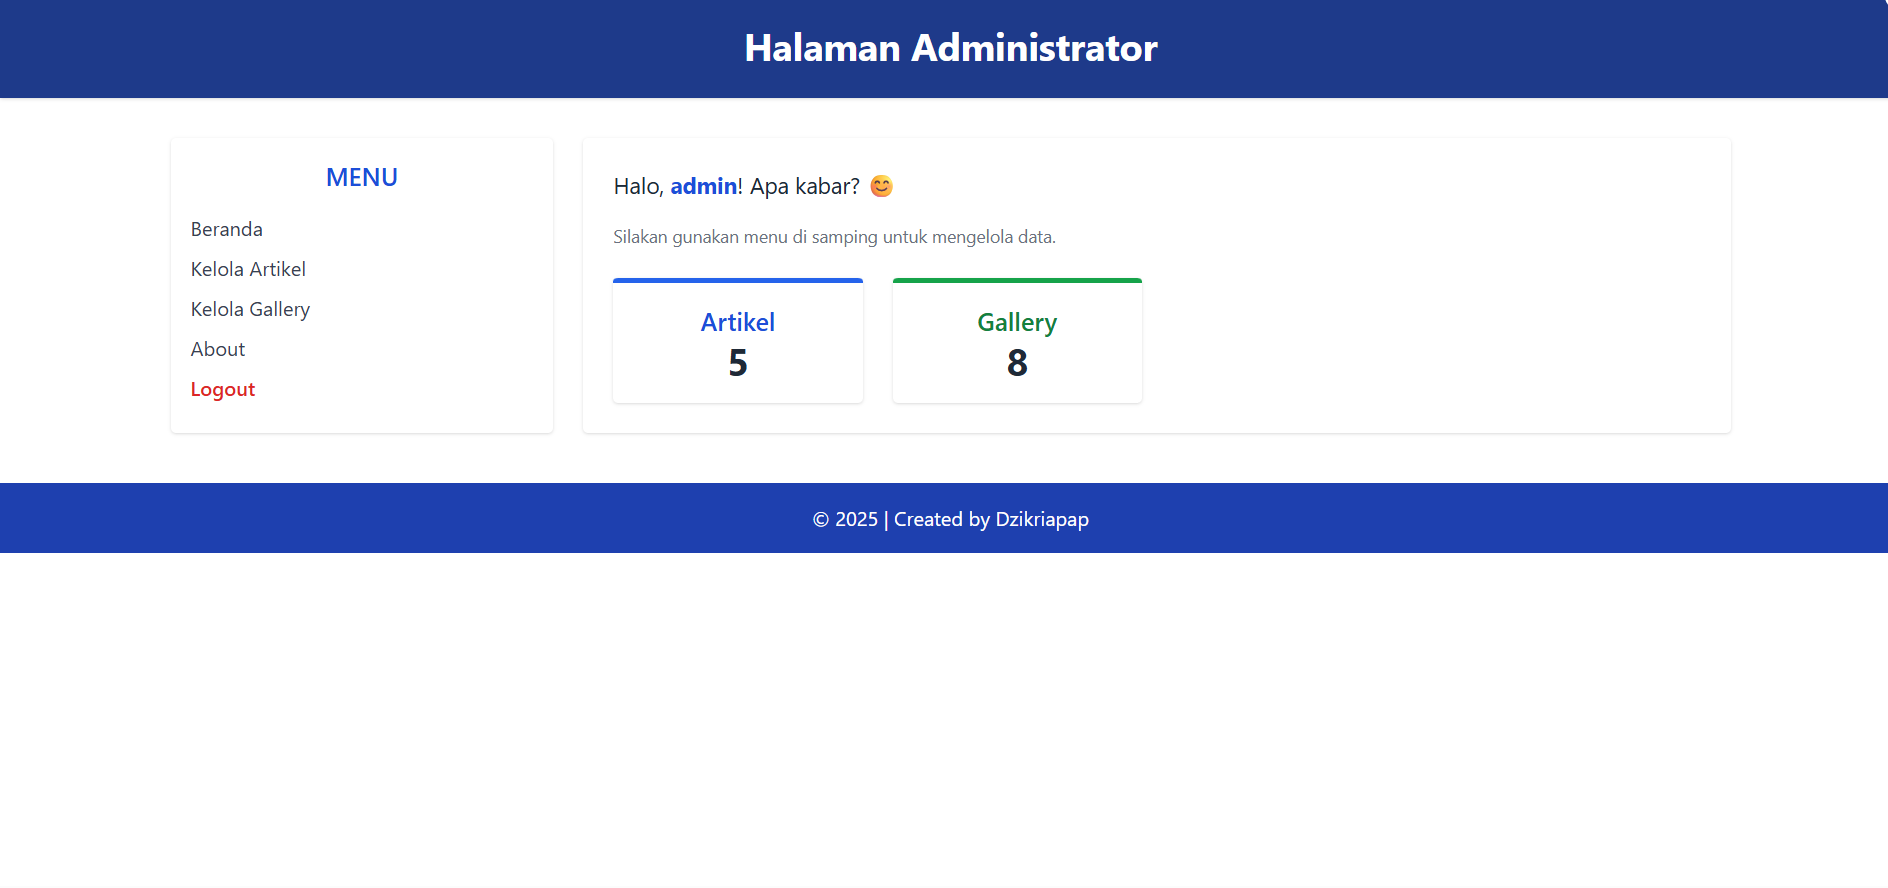 Halaman Administrator
MENU
Beranda
Kelola Artikel
Kelola Gallery
About
Logout
Halo, admin! Apa kabar? 😊
Silakan gunakan menu di samping untuk mengelola data.
Artikel
5
Gallery
8
© 2025 | Created by Dzikriapap